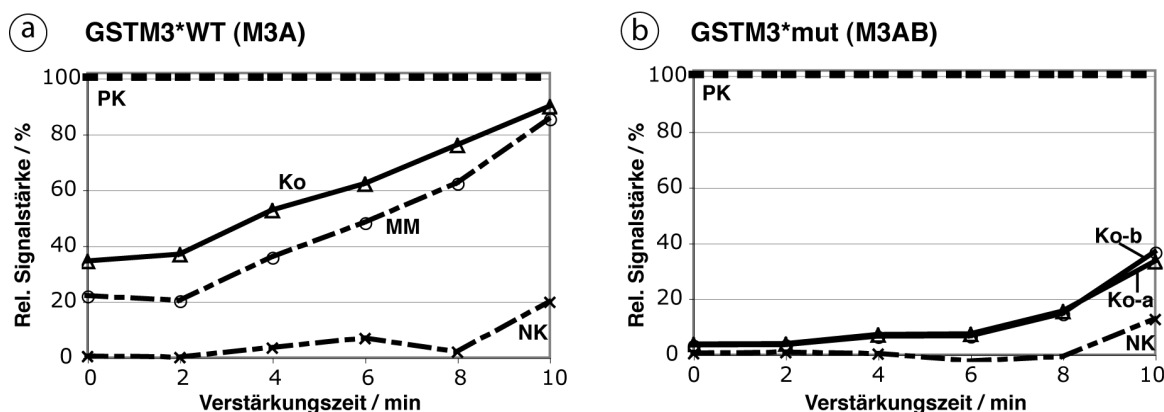 a GSTM3*WT (M3A)
100
PK
80
Ko
60
MM
40
20
NK
0
0 2 4 6 8 10
Rel. Signalstärke / %
Verstärkungszeit / min
b GSTM3*mut (M3AB)
100
PK
80
60
40
Ko-b
Ko-a
20
NK
0
0 2 4 6 8 10
Rel. Signalstärke / %
Verstärkungszeit / min